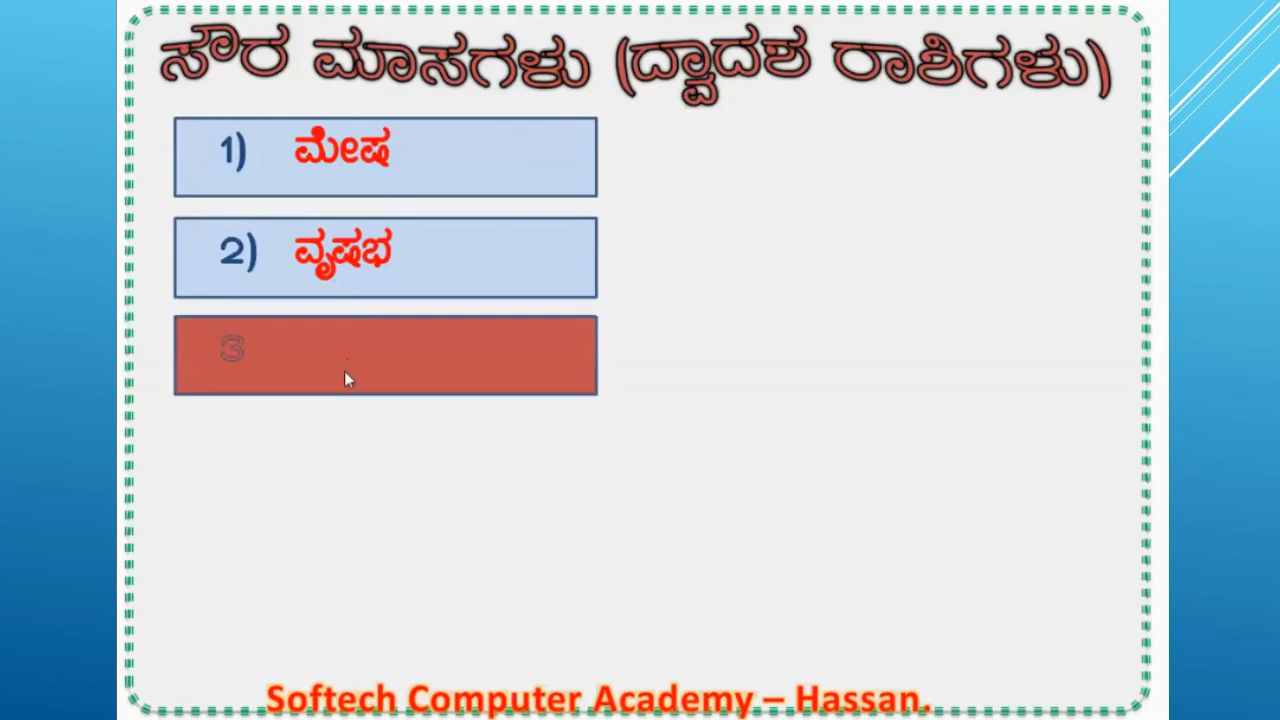 ಸೌರ ಮಾಸಗಳು (ದ್ವಾದಶ ರಾಶಿಗಳು)
1) ಮೇಷ
2) ವೃಷಭ
3
Softech Computer Academy – Hassan.